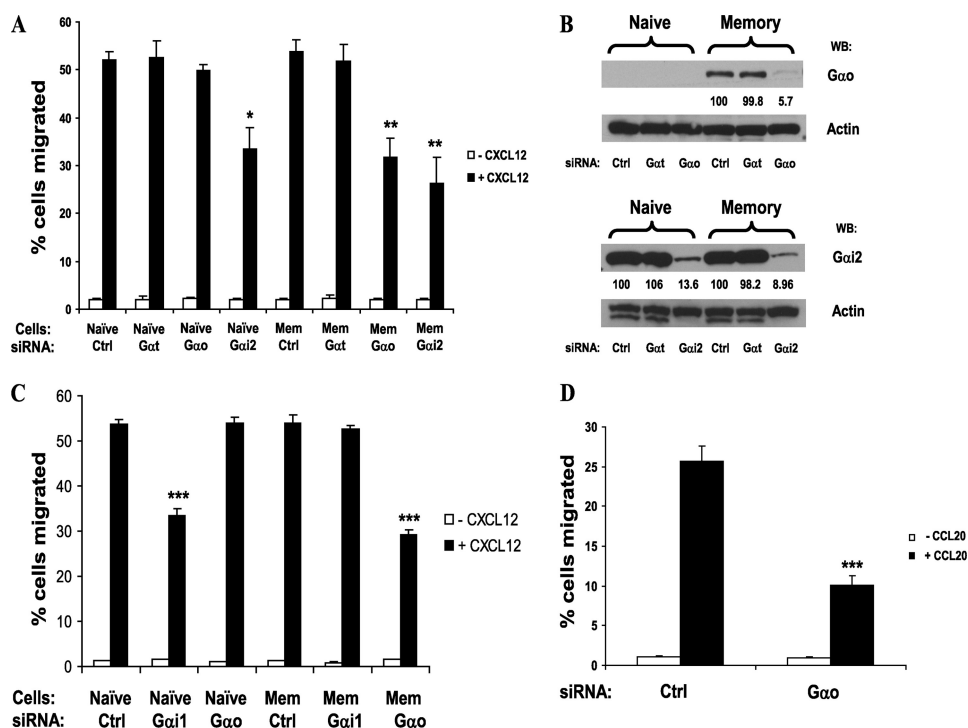 A
60
50
40
30
20
10
0
% cells migrated
*
**
**
- CXCL12
+ CXCL12
Cells: Naïve Naïve Naïve Naïve Mem Mem Mem Mem
siRNA: Ctrl Gαt Gαo Gαi2 Ctrl Gαt Gαo Gαi2
B
Naive Memory WB:
Gαo
100 99.8 5.7
Actin
siRNA: Ctrl Gαt Gαo Ctrl Gαt Gαo
Naive Memory WB:
Gαi2
100 106 13.6 100 98.2 8.96
Actin
siRNA: Ctrl Gαt Gαi2 Ctrl Gαt Gαi2
C
60
50
40
30
20
10
0
% cells migrated
***
***
- CXCL12
+ CXCL12
Cells: Naïve Naïve Naïve Mem Mem Mem
siRNA: Ctrl Gαi1 Gαo Ctrl Gαi1 Gαo
D
30
25
20
15
10
5
0
% cells migrated
***
- CCL20
+ CCL20
siRNA: Ctrl Gαo